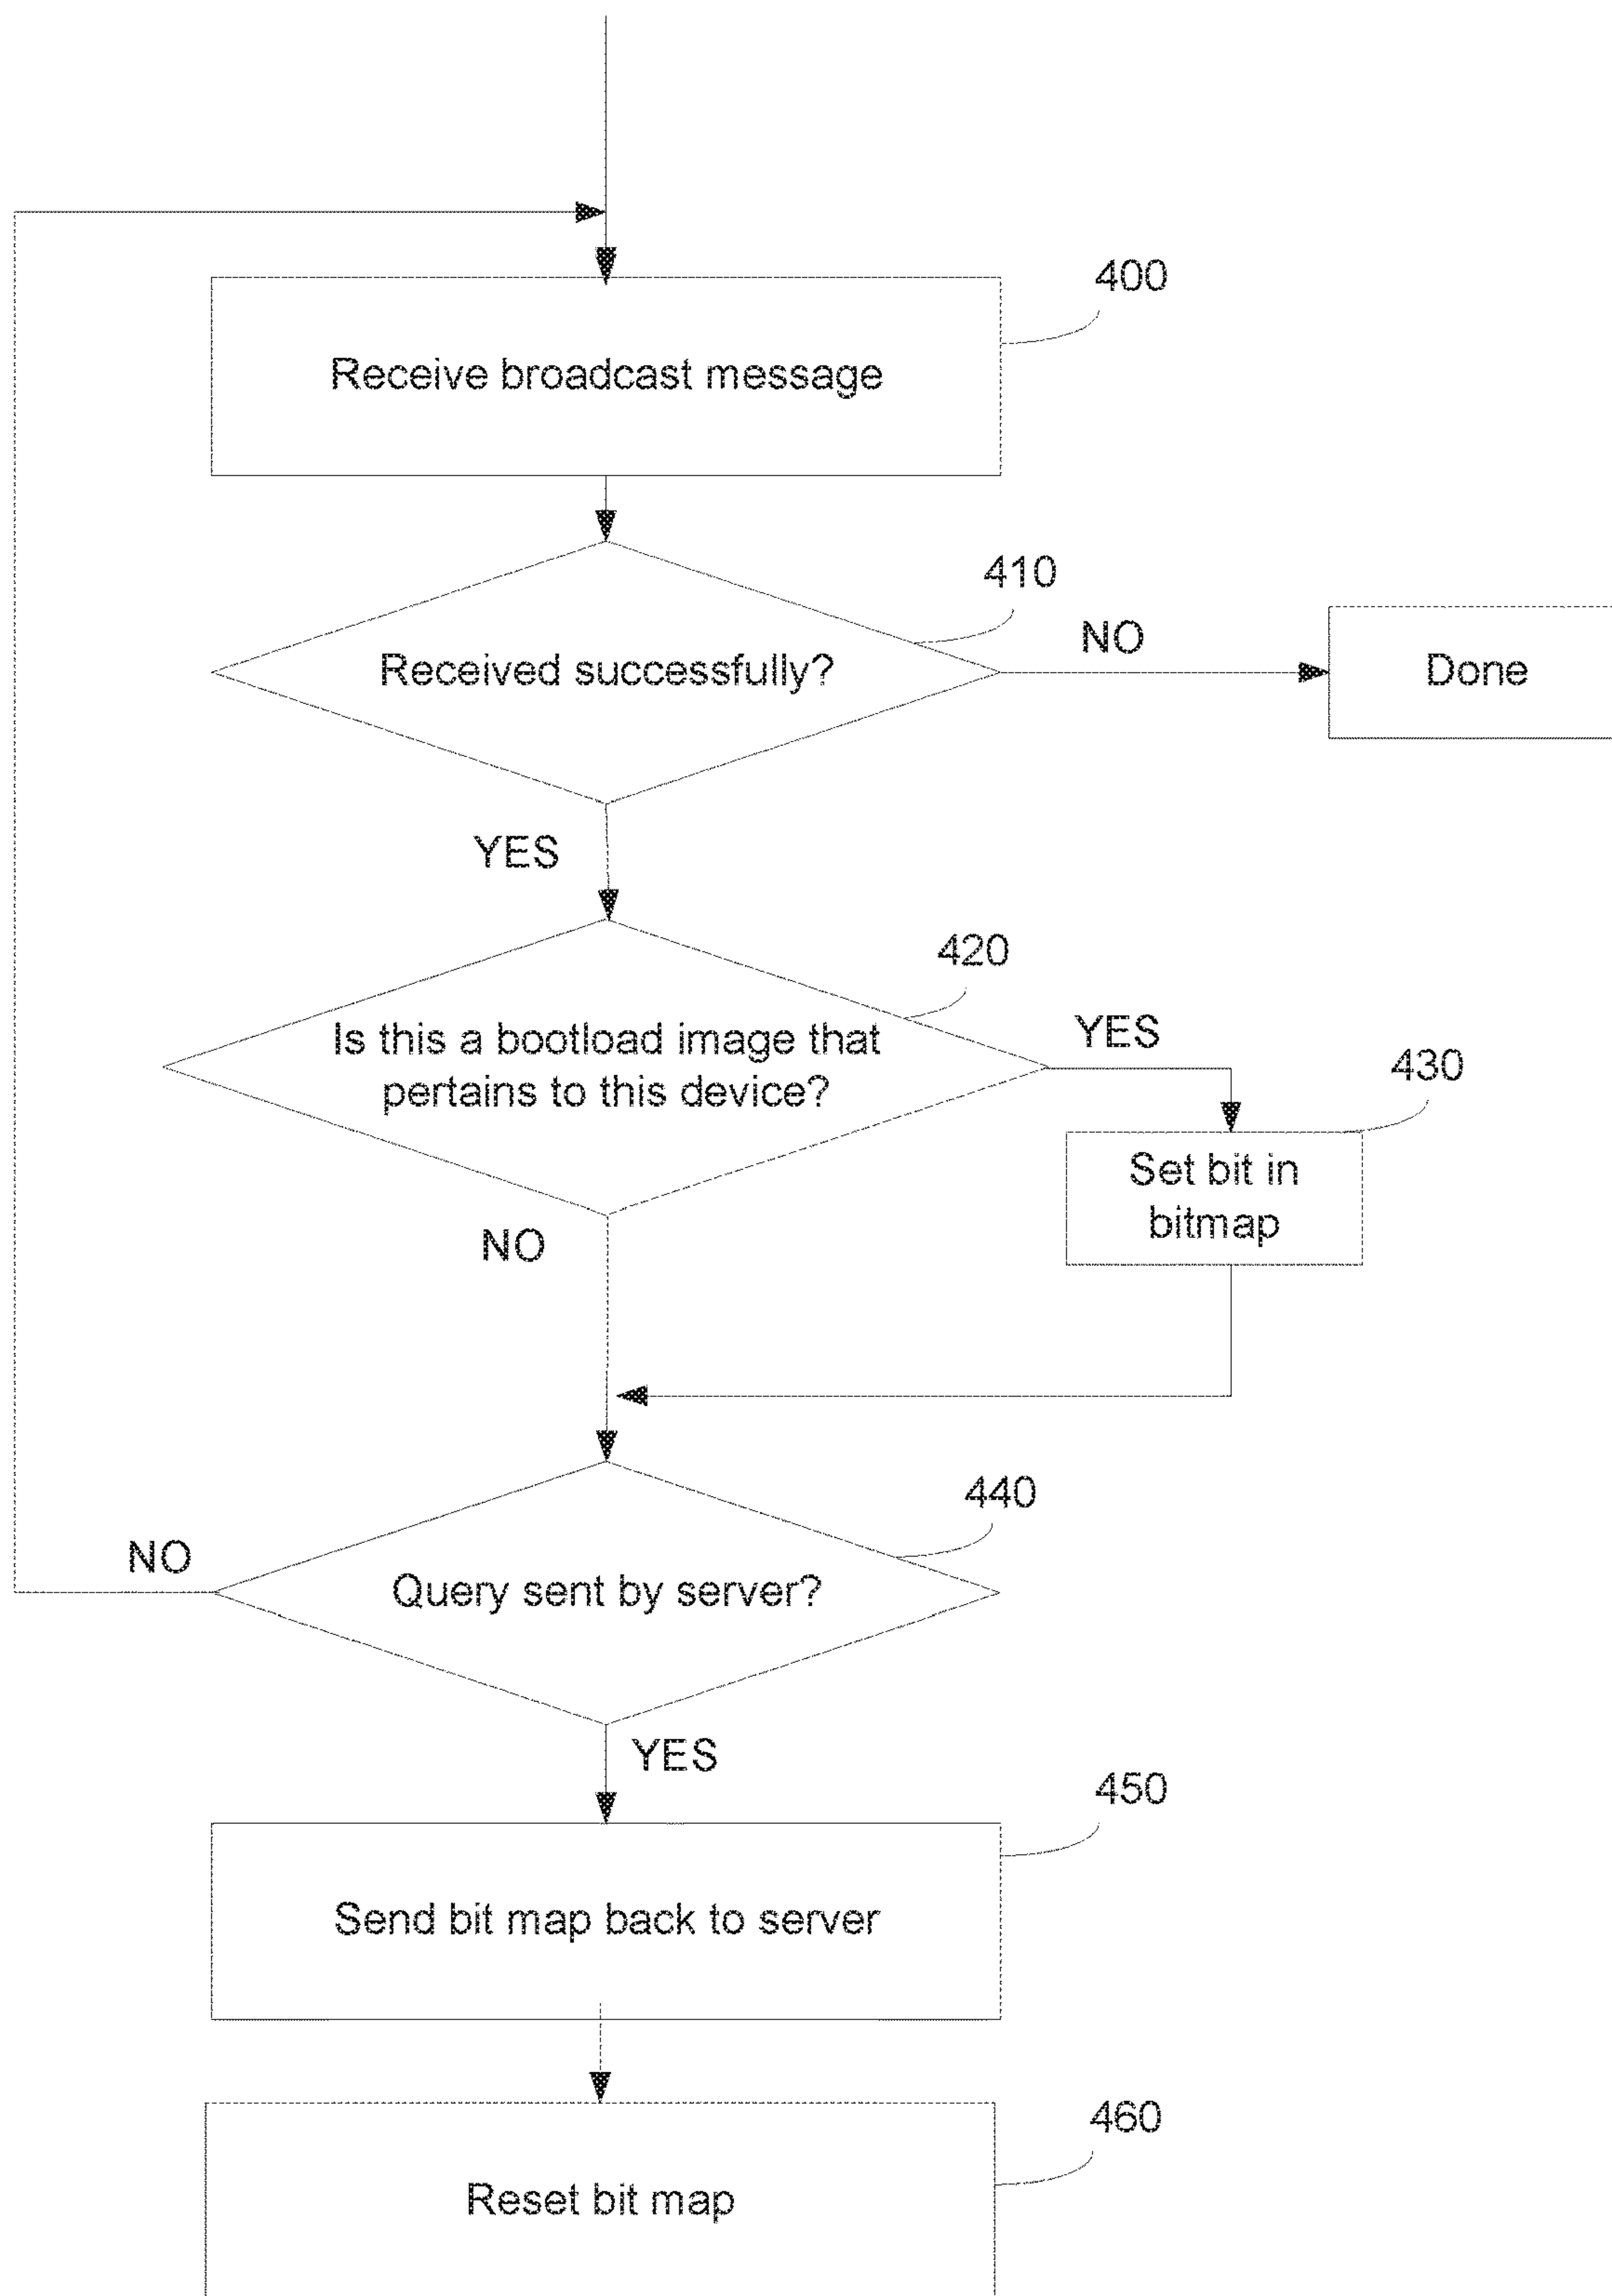 400
Receive broadcast message
410
Received successfully?
NO
Done
YES
420
Is this a bootload image that
pertains to this device?
YES
430
Set bit in
bitmap
NO
440
Query sent by server?
NO
YES
450
Send bit map back to server
460
Reset bit map